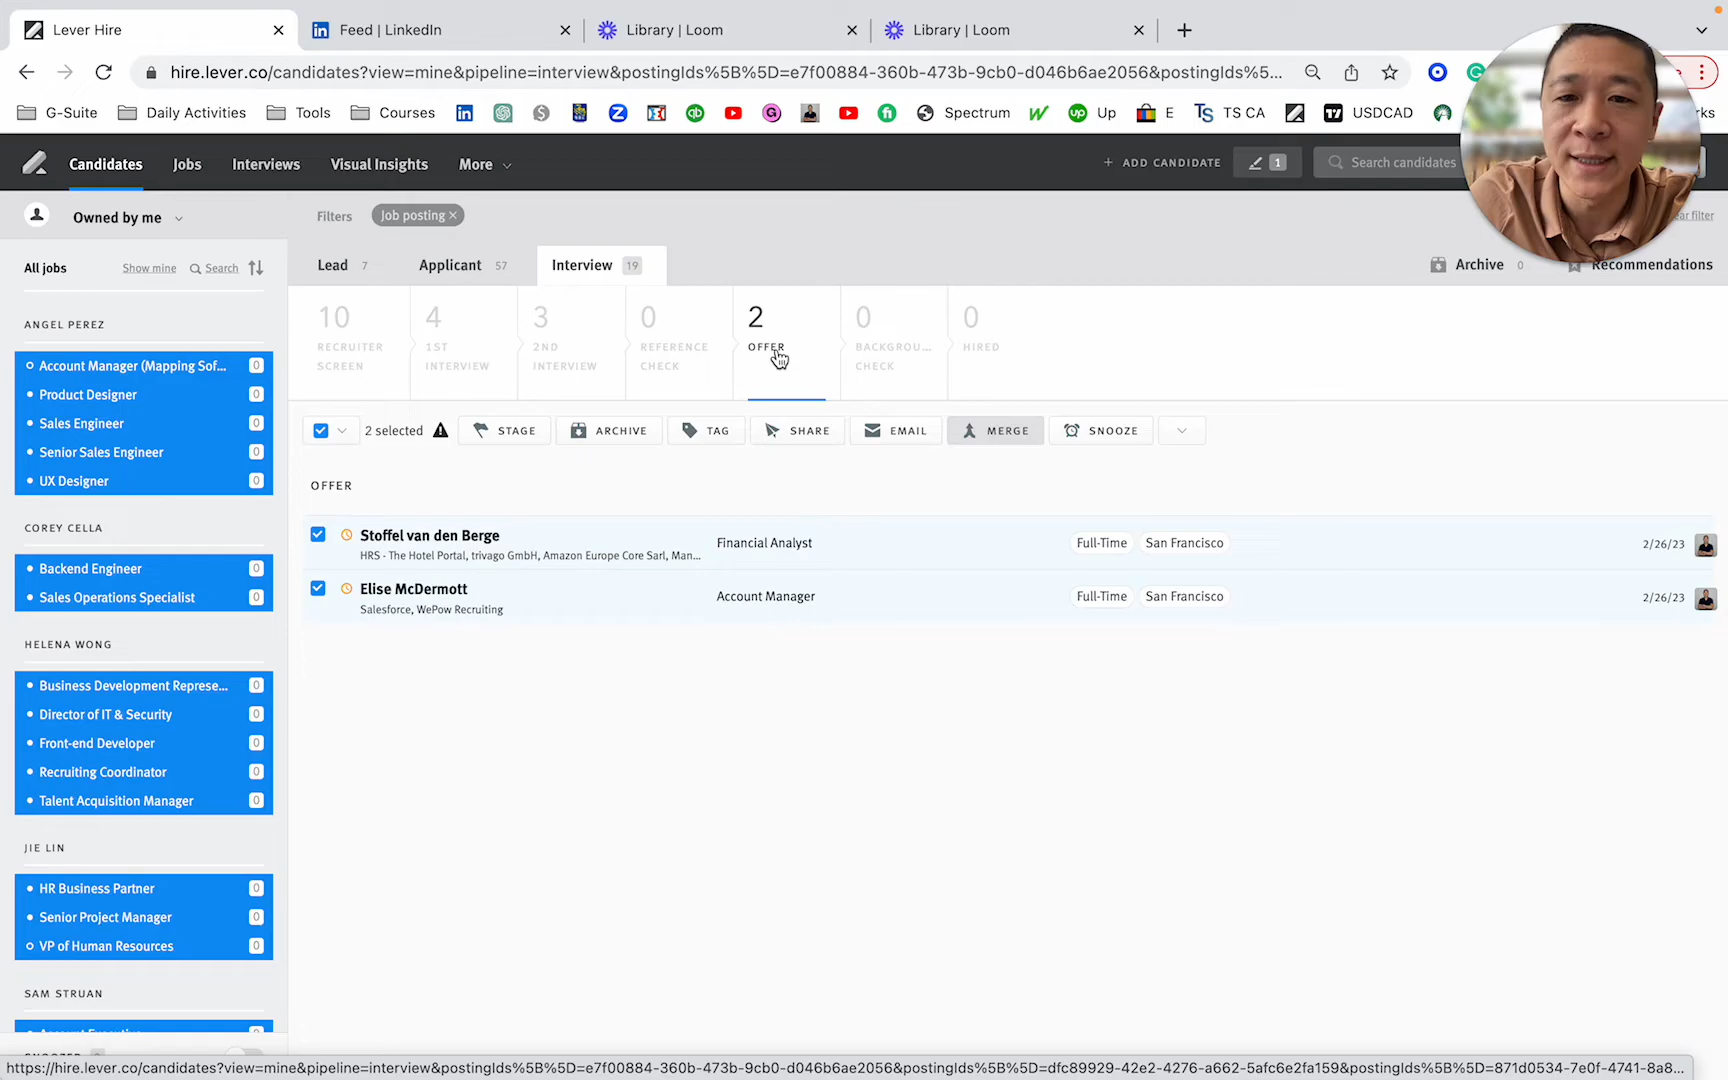 Lever Hire
Feed | LinkedIn
Library | Loom
Library | Loom
hire.lever.co/candidates?view=mine&pipeline=interview&postingIds%5B%5D=e7f00884-360b-473b-9cb0-d046b6ae2056&postingIds%5...
G-Suite
Daily Activities
Tools
Courses
Spectrum
Up
E
TS CA
USDCAD
Candidates
Jobs
Interviews
Visual Insights
More
+ ADD CANDIDATE
1
Search candidates
Owned by me
Filters
Job posting ×
All jobs
Show mine
Search
Lead 7
Applicant 57
Interview 19
Archive 0
Recommendations
10
RECRUITER
SCREEN
4
1ST
INTERVIEW
3
2ND
INTERVIEW
0
REFERENCE
CHECK
2
OFFER
0
BACKGROU...
CHECK
0
HIRED
2 selected
STAGE
ARCHIVE
TAG
SHARE
EMAIL
MERGE
SNOOZE
OFFER
Stoffel van den Berge
HRS - The Hotel Portal, trivago GmbH, Amazon Europe Core Sarl, Man...
Financial Analyst
Full-Time
San Francisco
2/26/23
Elise McDermott
Salesforce, WePow Recruiting
Account Manager
Full-Time
San Francisco
2/26/23
ANGEL PEREZ
Account Manager (Mapping Sof... 0
Product Designer 0
Sales Engineer 0
Senior Sales Engineer 0
UX Designer 0
COREY CELLA
Backend Engineer 0
Sales Operations Specialist 0
HELENA WONG
Business Development Represe... 0
Director of IT & Security 0
Front-end Developer 0
Recruiting Coordinator 0
Talent Acquisition Manager 0
JIE LIN
HR Business Partner 0
Senior Project Manager 0
VP of Human Resources 0
SAM STRUAN
https://hire.lever.co/candidates?view=mine&pipeline=interview&postingIds%5B%5D=e7f00884-360b-473b-9cb0-d046b6ae2056&postingIds%5B%5D=dfc89929-42e2-4276-a662-5afc6e2fa159&postingIds%5B%5D=871d0534-7e0f-4741-8a8...